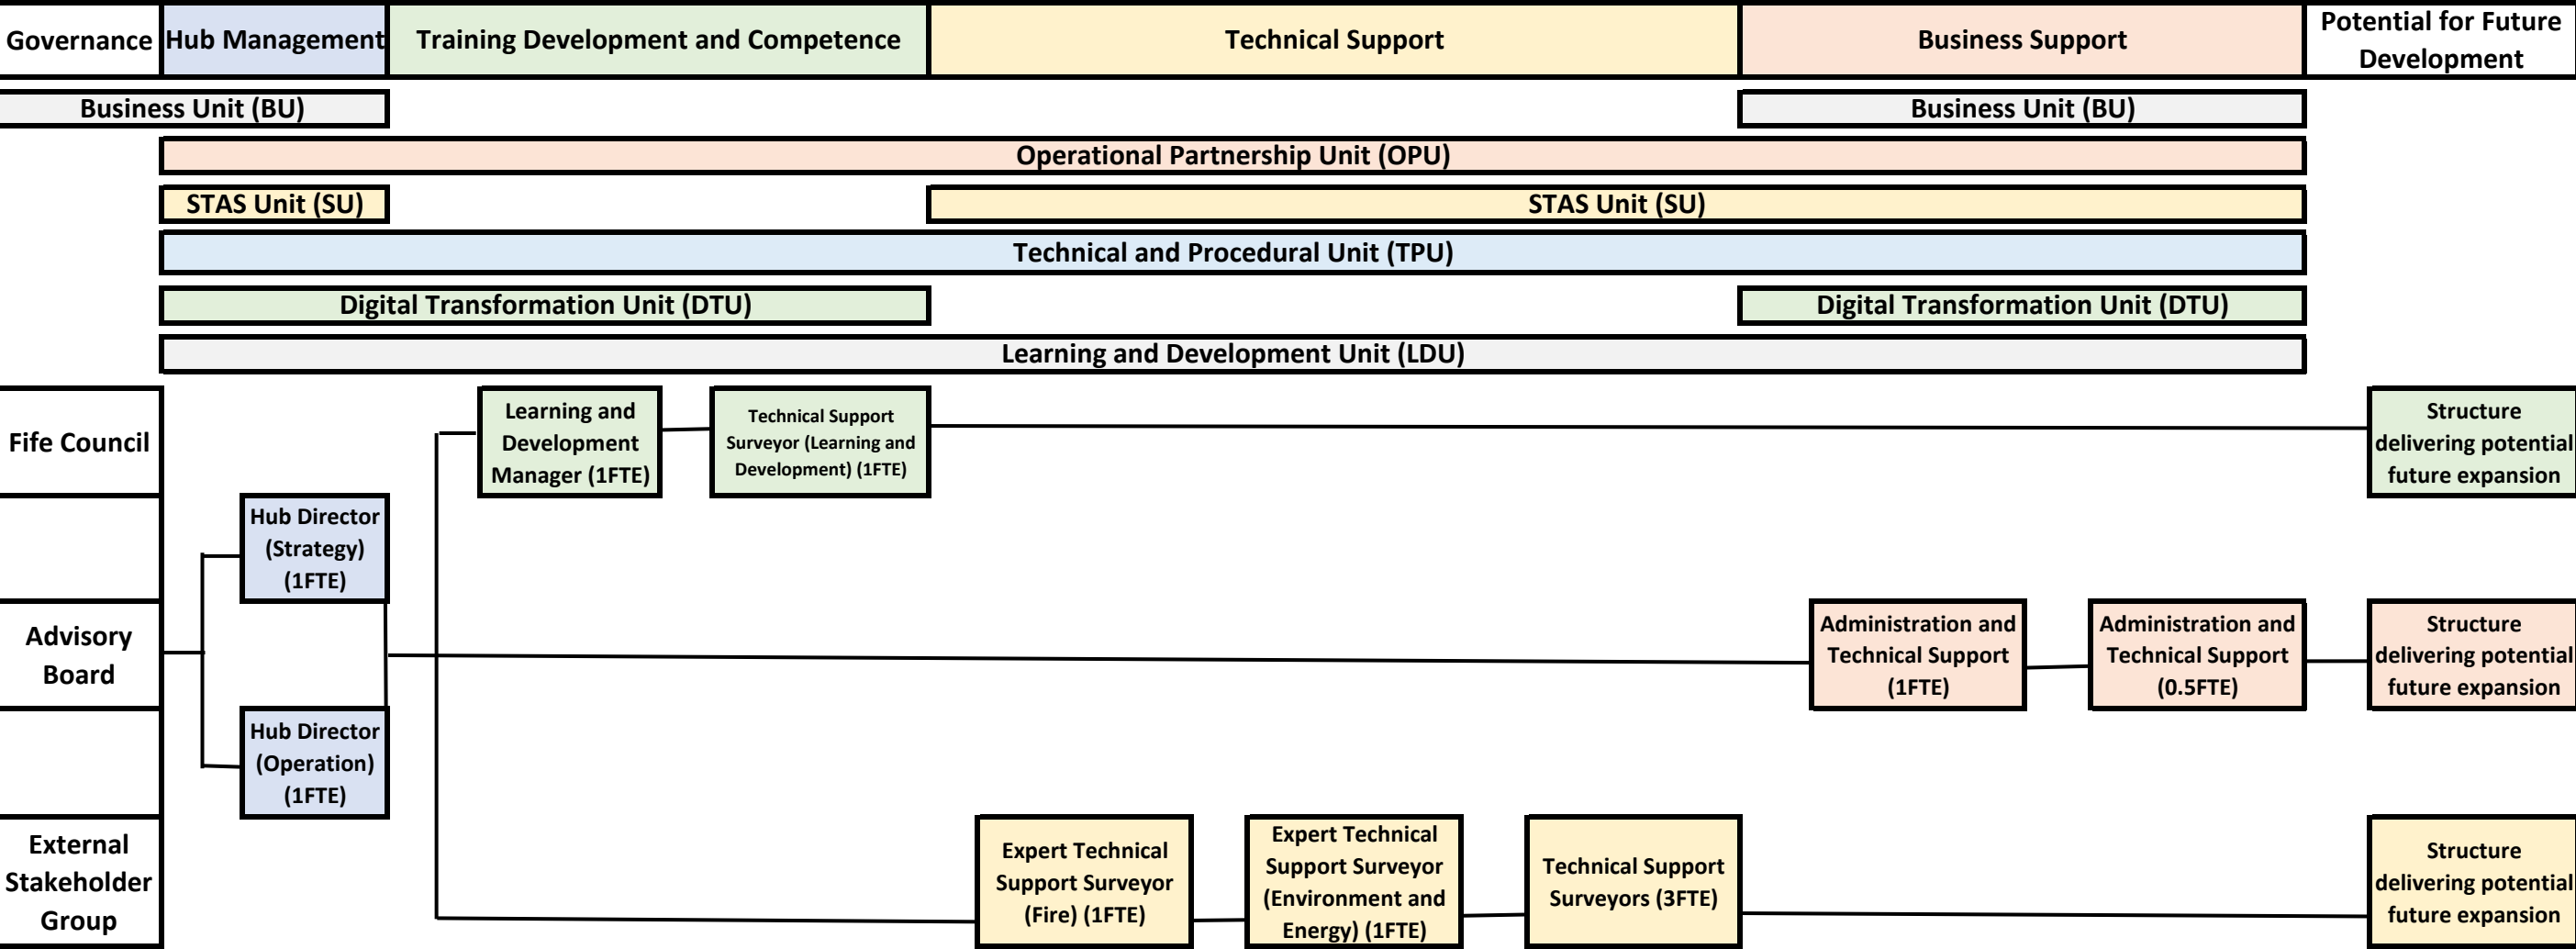 Governance
Hub Management
Training Development and Competence
Technical Support
Business Support
Potential for Future
Development
Business Unit (BU)
Business Unit (BU)
Operational Partnership Unit (OPU)
STAS Unit (SU)
STAS Unit (SU)
Technical and Procedural Unit (TPU)
Digital Transformation Unit (DTU)
Digital Transformation Unit (DTU)
Learning and Development Unit (LDU)
Fife Council
Learning and
Development
Manager (1FTE)
Technical Support
Surveyor (Learning and
Development) (1FTE)
Structure
delivering potential
future expansion
Hub Director
(Strategy)
(1FTE)
Advisory
Board
Administration and
Technical Support
(1FTE)
Administration and
Technical Support
(0.5FTE)
Structure
delivering potential
future expansion
Hub Director
(Operation)
(1FTE)
External
Stakeholder
Group
Expert Technical
Support Surveyor
(Fire) (1FTE)
Expert Technical
Support Surveyor
(Environment and
Energy) (1FTE)
Technical Support
Surveyors (3FTE)
Structure
delivering potential
future expansion